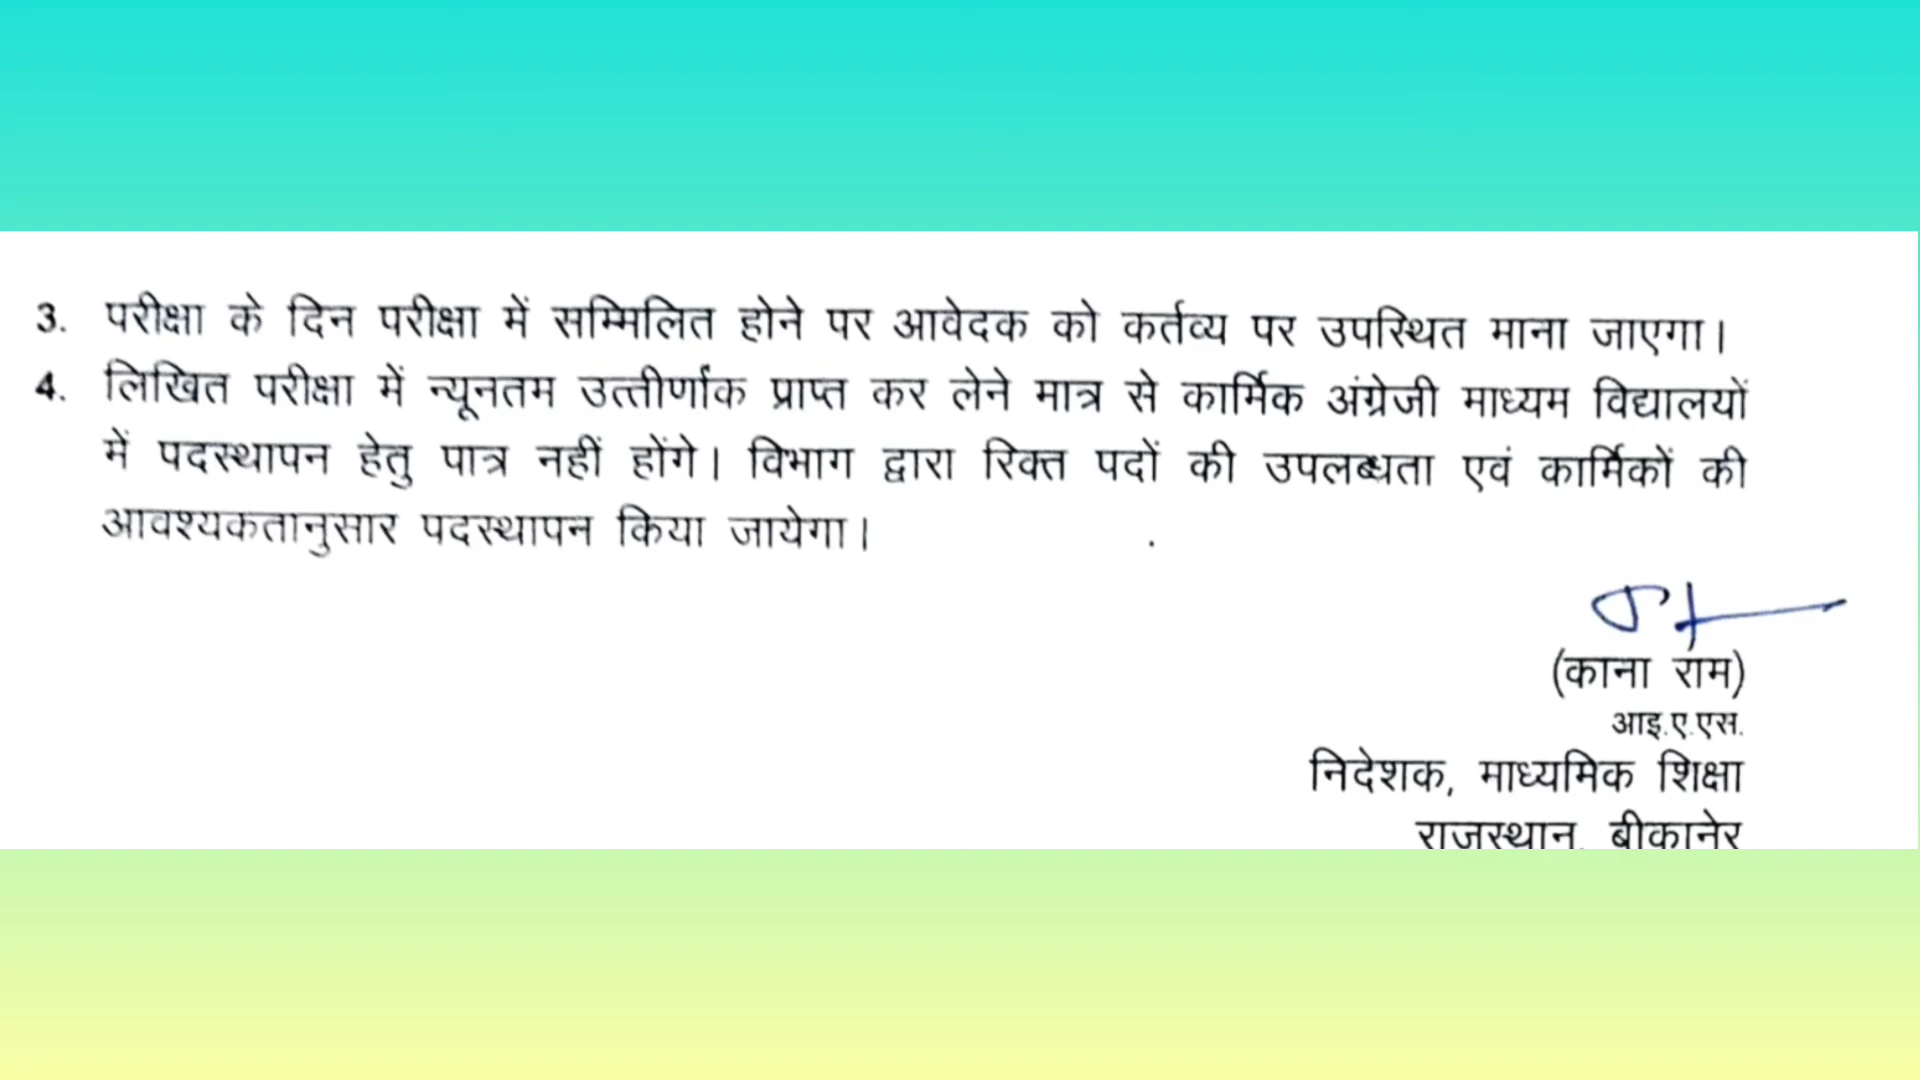 3. परीक्षा के दिन परीक्षा में सम्मिलित होने पर आवेदक को कर्तव्य पर उपस्थित माना जाएगा।
4. लिखित परीक्षा में न्यूनतम उत्तीर्णांक प्राप्त कर लेने मात्र से कार्मिक अंग्रेजी माध्यम विद्यालयों
में पदस्थापन हेतु पात्र नहीं होंगे। विभाग द्वारा रिक्त पदों की उपलब्धता एवं कार्मिकों की
आवश्यकतानुसार पदस्थापन किया जायेगा।
(काना राम)
आइ.ए.एस.
निदेशक, माध्यमिक शिक्षा
राजस्थान, बीकानेर